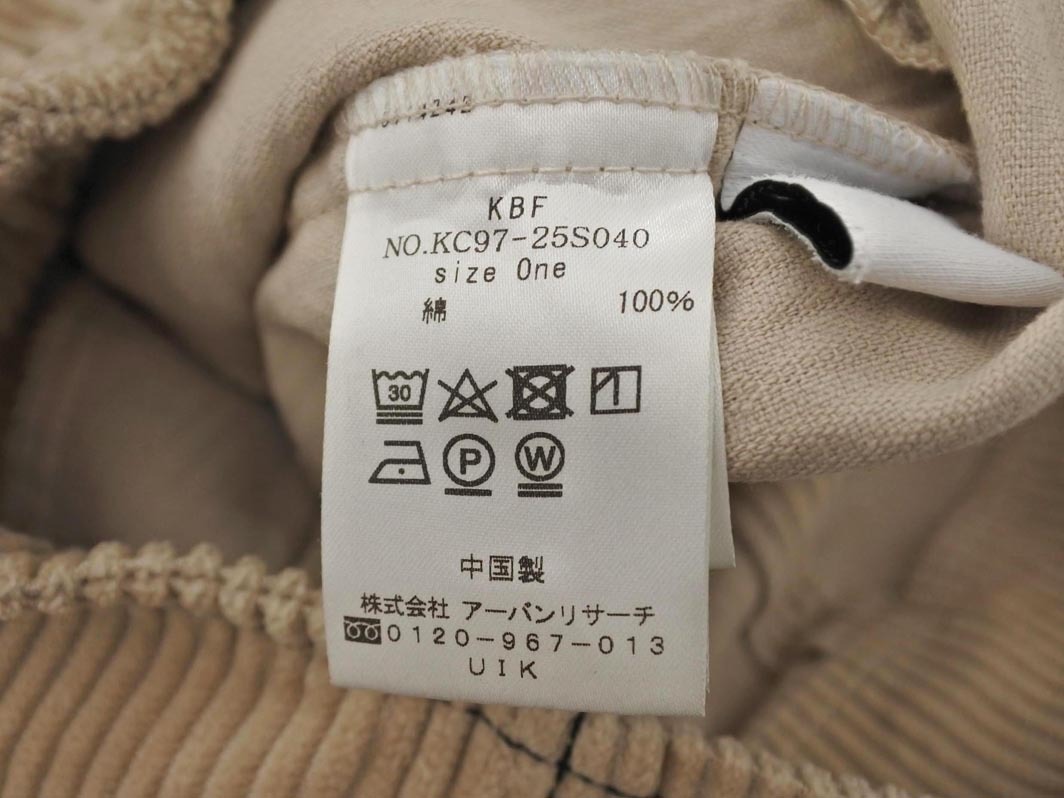 KBF
NO.KC97-25S040
size One
綿 100%
30
P W
中国製
株式会社 アーバンリサーチ
0120-967-013
UIK